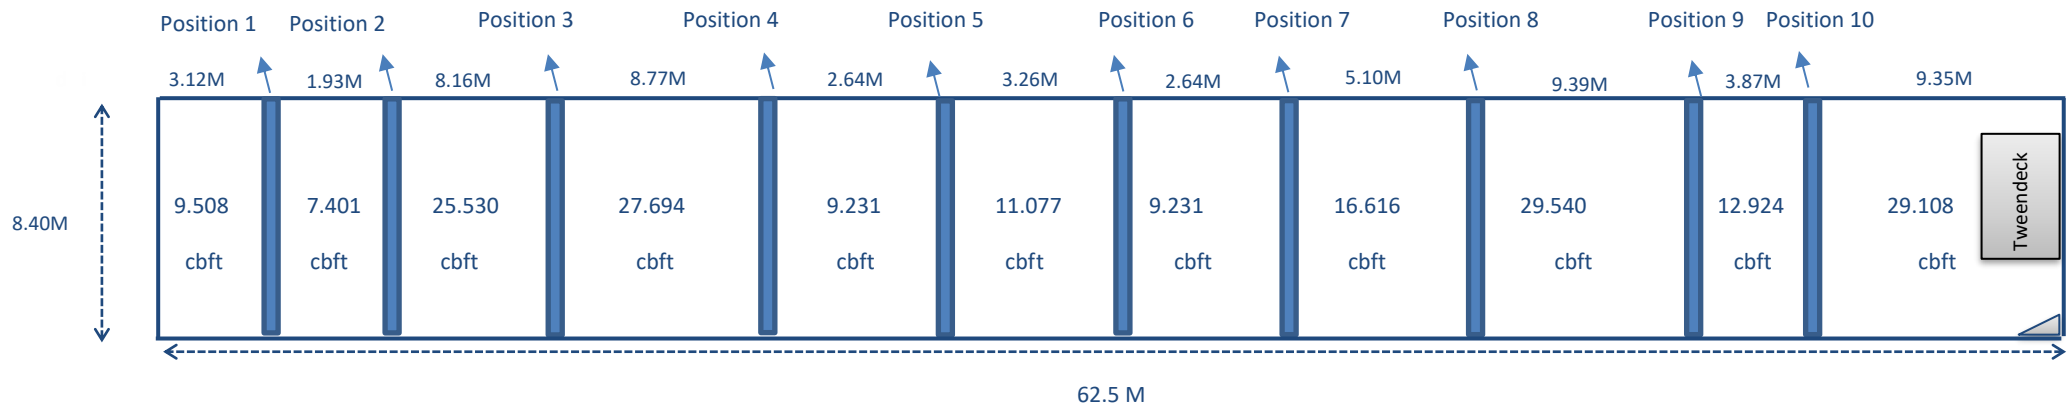 Position 1
Position 2
Position 3
Position 4
Position 5
Position 6
Position 7
Position 8
Position 9
Position 10
3.12M
1.93M
8.16M
8.77M
2.64M
3.26M
2.64M
5.10M
9.39M
3.87M
9.35M
8.40M
9.508
cbft
7.401
cbft
25.530
cbft
27.694
cbft
9.231
cbft
11.077
cbft
9.231
cbft
16.616
cbft
29.540
cbft
12.924
cbft
29.108
cbft
Tweendeck
62.5 M